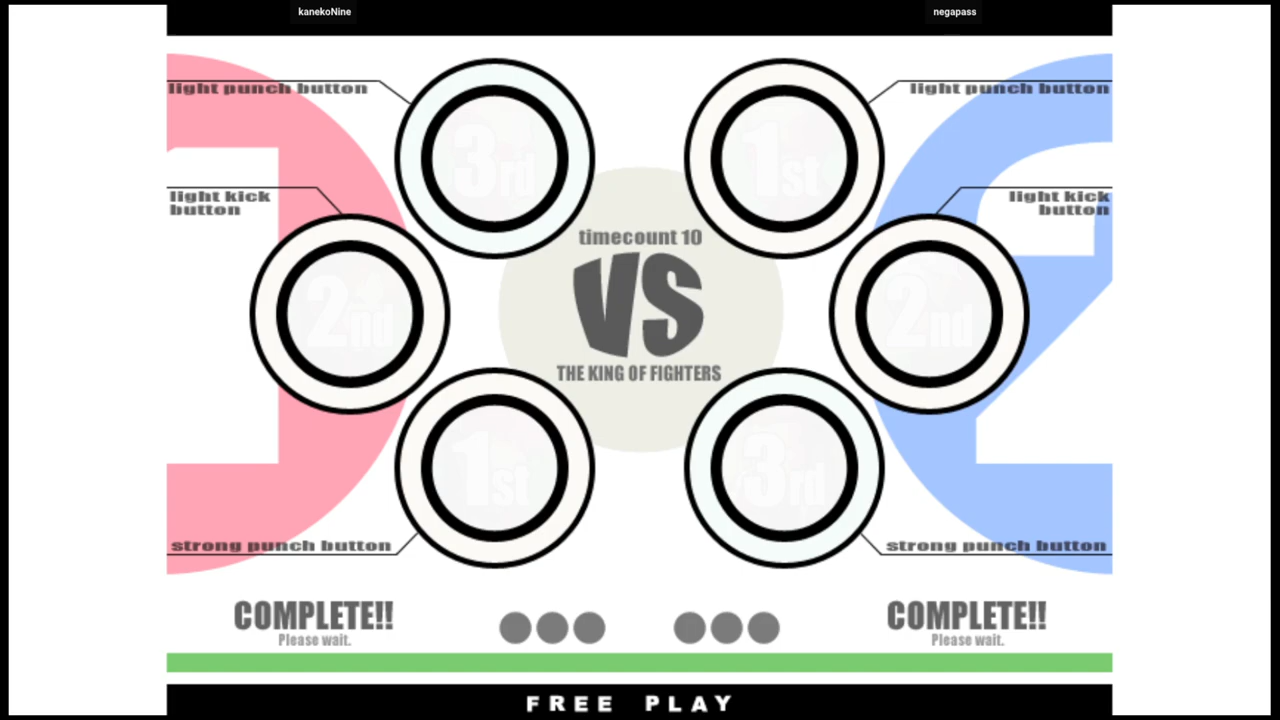 kanekoNine
negapass
light punch button
light punch button
3rd
1st
light kick
button
light kick
button
timecount 10
2nd
VS
2nd
THE KING OF FIGHTERS
1st
3rd
strong punch button
strong punch button
COMPLETE!!
Please wait.
COMPLETE!!
Please wait.
FREE PLAY